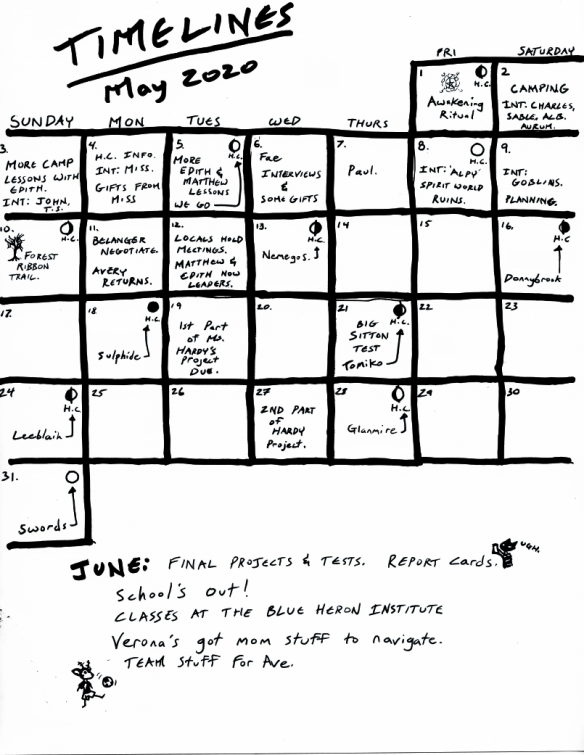 TIMELINES
May 2020
PRI
SATURDAY
SUNDAY
MON
TUES
WED
THURS
1
H.C.
Awakening
Ritual
2
CAMPING
INT. CHARLES,
SABLE, ALB.
AURUM.
3.
MORE CAMP
LESSONS WITH
EDITH.
INT: JOHN,
T.S.
4.
H.C. INFO.
INT: MISS.
GIFTS FROM
MISS
5.
H.C.
MORE
EDITH &
MATTHEW
LESSONS
WE GO
6.
Fae
INTERVIEWS
&
SOME GIFTS
7.
Paul.
8.
H.C.
INT: 'ALPY'
SPIRIT WORLD
RUINS.
9.
INT:
GOBLINS.
PLANNING.
10.
H.C.
FOREST
RIBBON
TRAIL.
11.
BELANGER
NEGOTIATE.
AVERY
RETURNS.
12.
LOCALS HOLD
MEETINGS.
MATTHEW &
EDITH NOW
LEADERS.
13.
H.C.
Nemegos.
14
15
16.
H.C.
Donnybrook
17.
18
H.C.
Sulphide
19
1st Part
of Ms.
HARDY'S
Project
DUE.
20.
21
BIG H.C.
SITTON
TEST
Tomiko
22
23
24
H.C.
Leeblain
25
26
27
2ND PART
of
HARDY
Project.
28
H.C.
Glanmire
29
30
31.
Swords
JUNE: FINAL PROJECTS & TESTS. REPORT Cards.
UGH.
School's out!
CLASSES AT THE BLUE HERON INSTITUTE
Verona's got mom stuff to navigate.
TEAM Stuff For Ave.